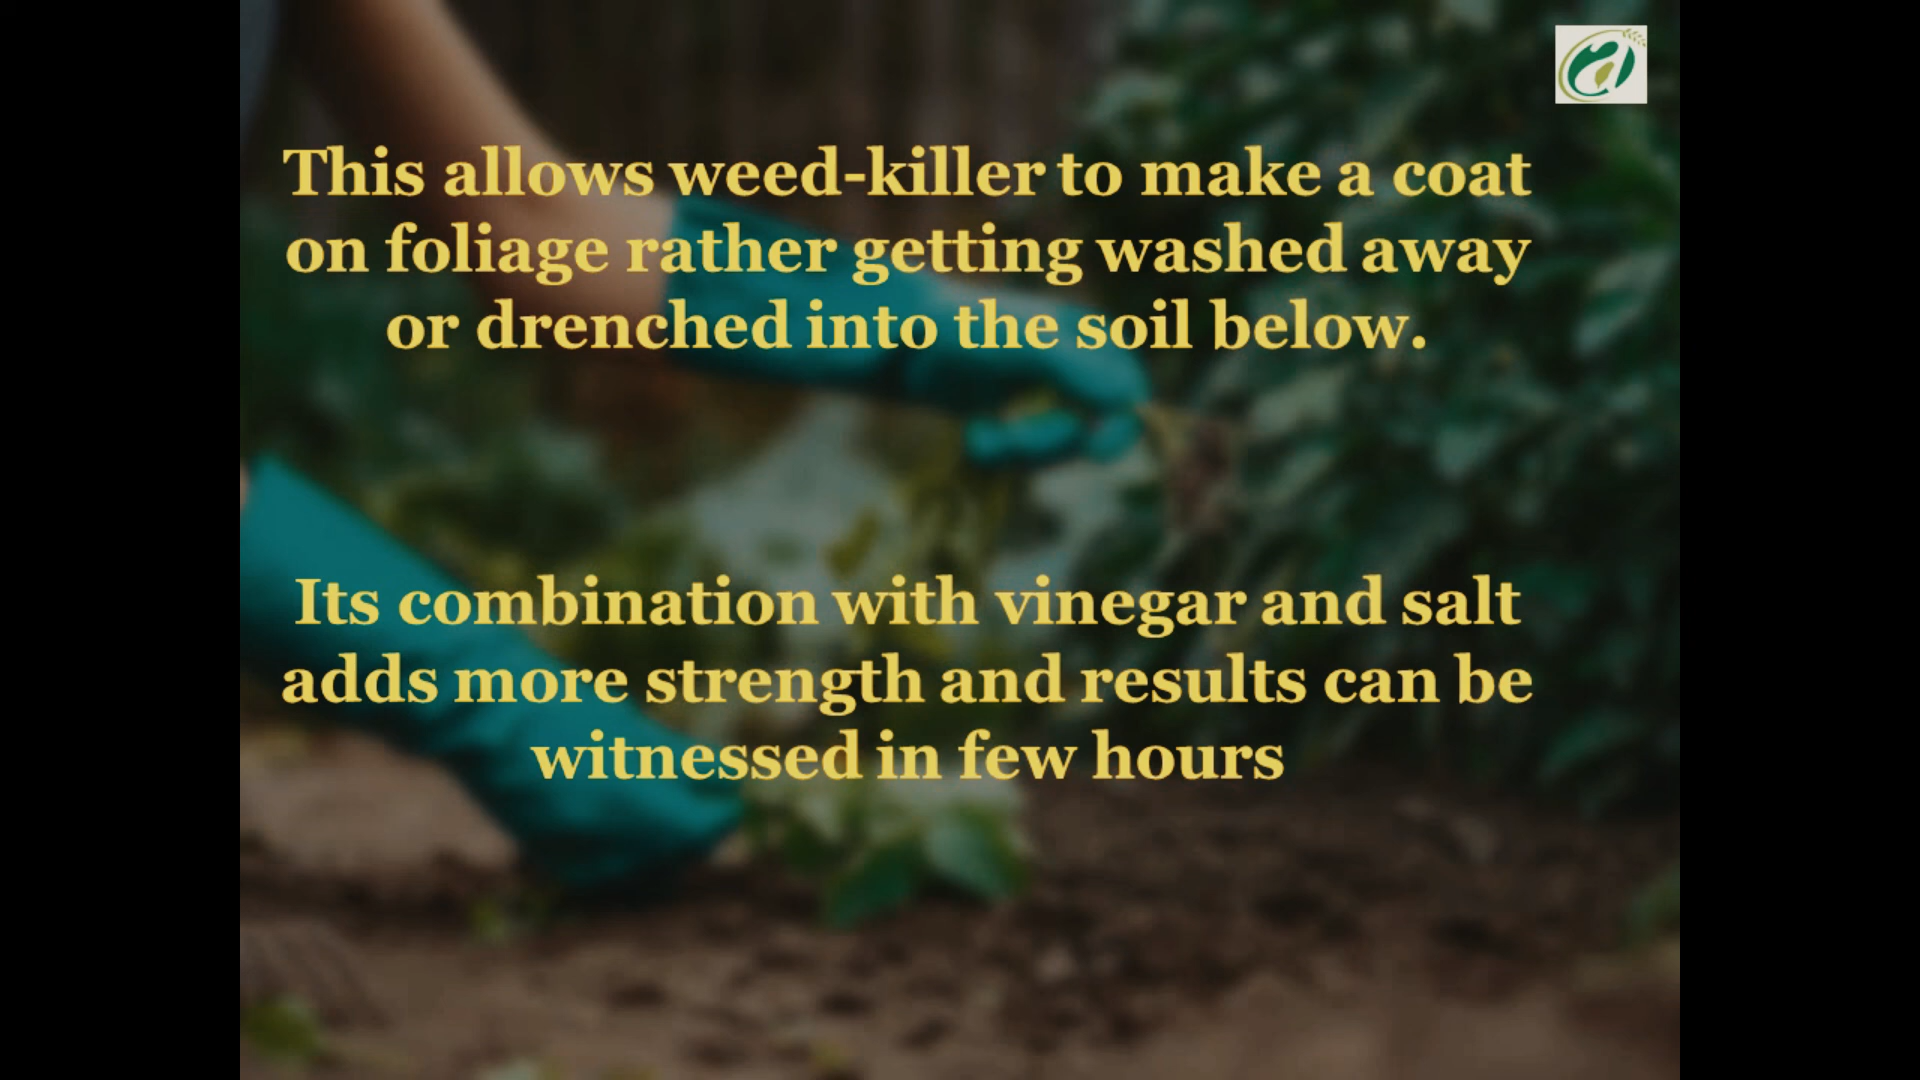 This allows weed-killer to make a coat
on foliage rather getting washed away
or drenched into the soil below.
Its combination with vinegar and salt
adds more strength and results can be
witnessed in few hours